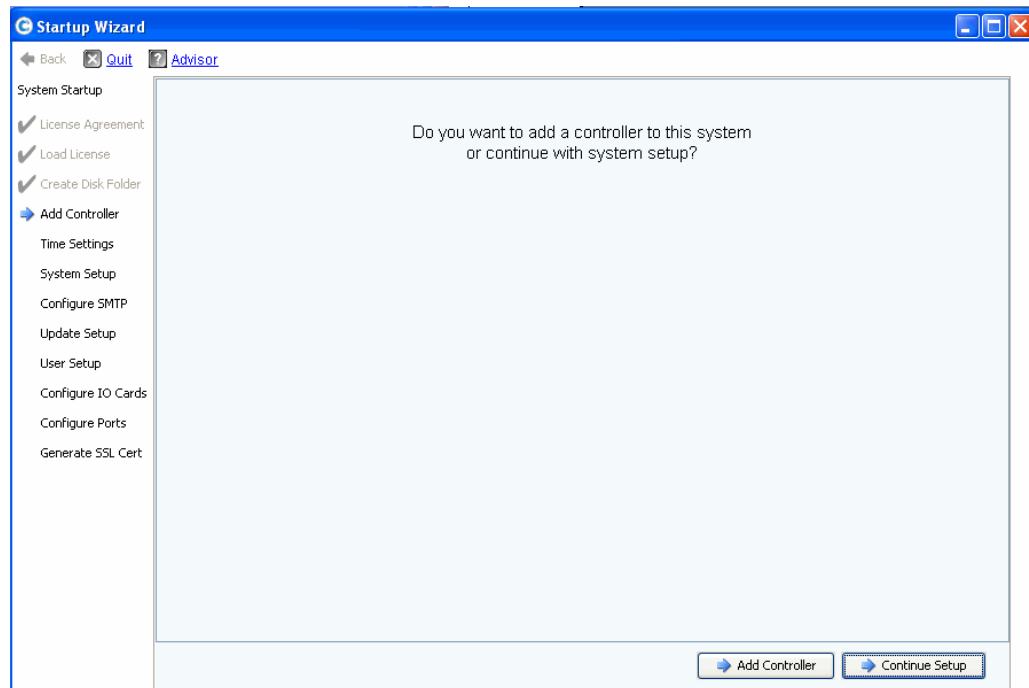 Startup Wizard
Back Quit Advisor
System Startup
License Agreement
Load License
Create Disk Folder
Add Controller
Time Settings
System Setup
Configure SMTP
Update Setup
User Setup
Configure IO Cards
Configure Ports
Generate SSL Cert
Do you want to add a controller to this system
or continue with system setup?
Add Controller Continue Setup